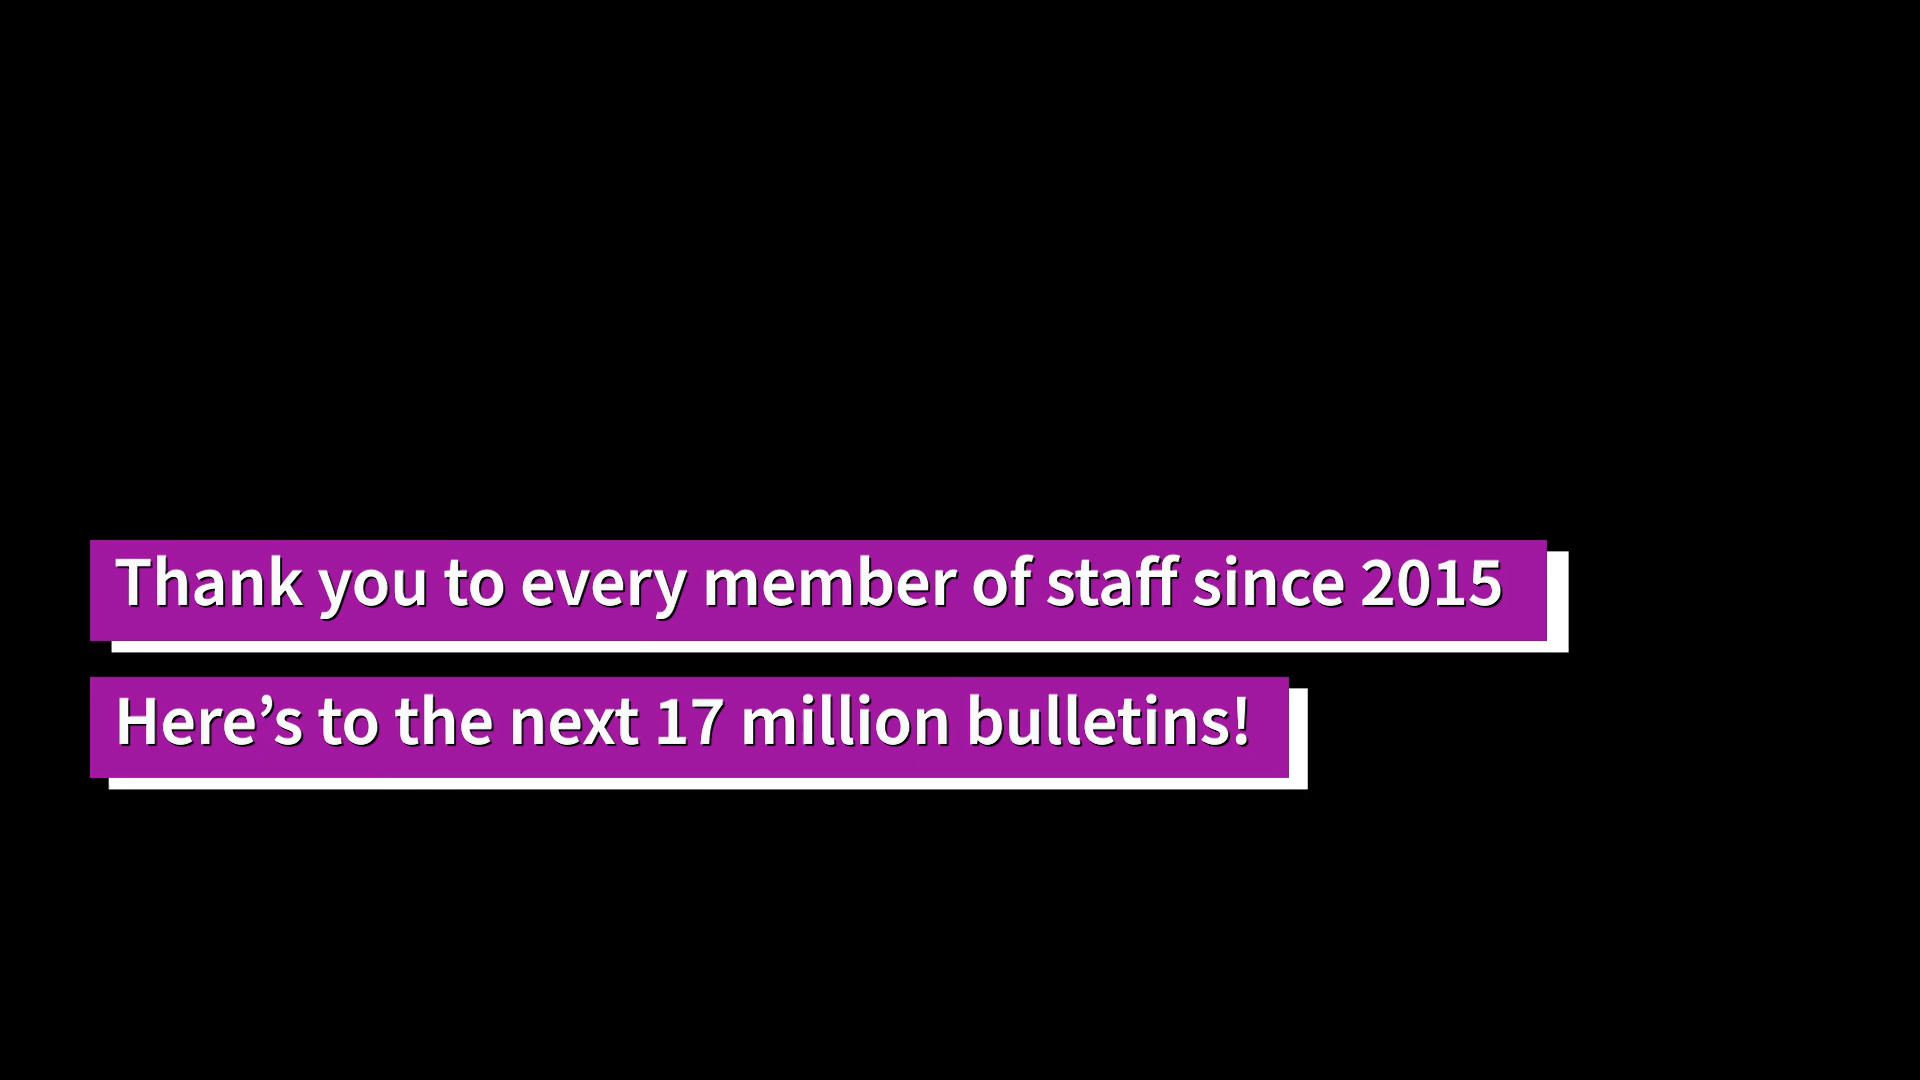 Thank you to every member of staff since 2015
Here’s to the next 17 million bulletins!